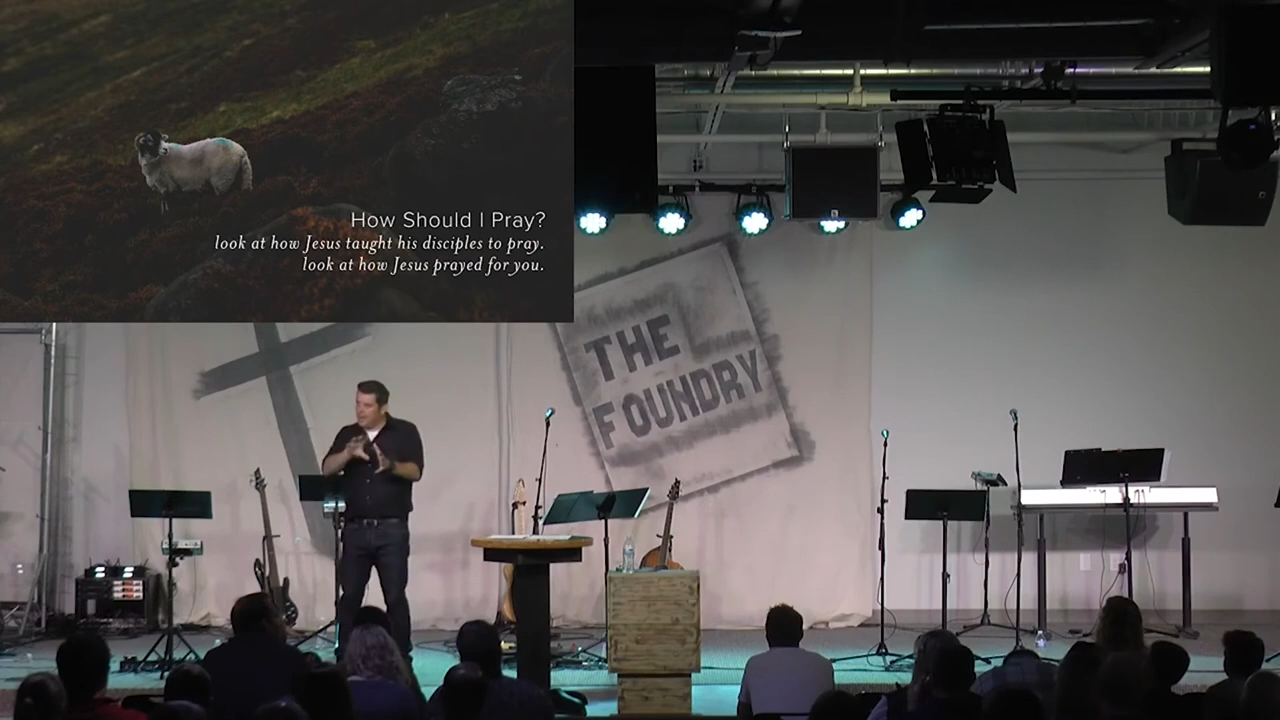 How Should I Pray?
look at how Jesus taught his disciples to pray.
look at how Jesus prayed for you.
THE
FOUNDRY